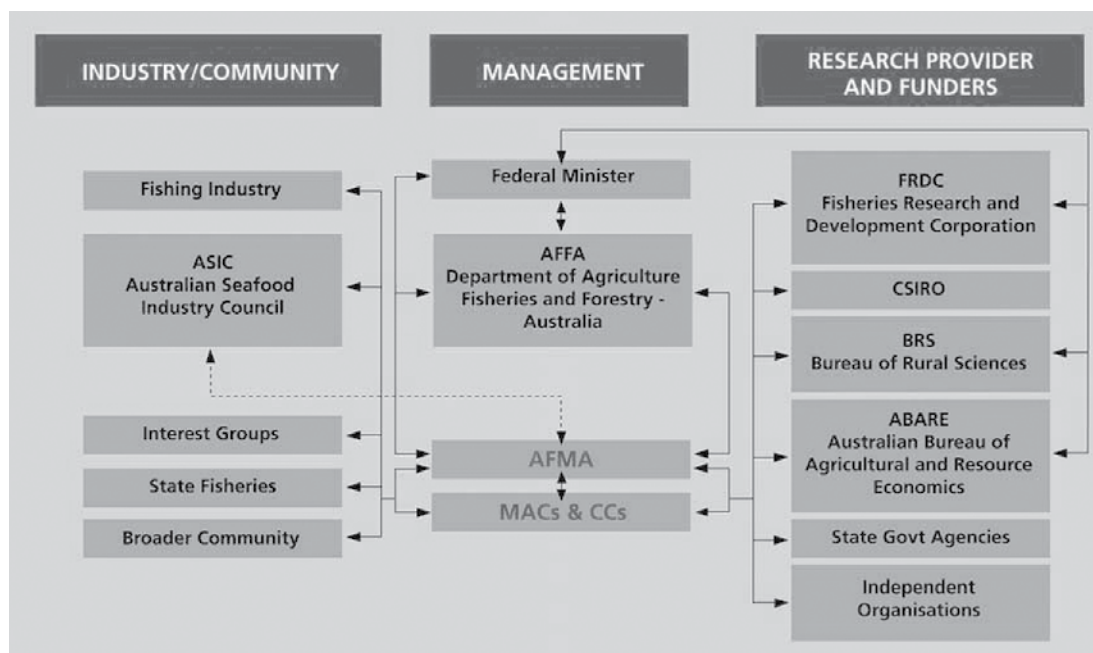 INDUSTRY/COMMUNITY
MANAGEMENT
RESEARCH PROVIDER
AND FUNDERS
Fishing Industry
ASIC
Australian Seafood
Industry Council
Interest Groups
State Fisheries
Broader Community
Federal Minister
AFFA
Department of Agriculture
Fisheries and Forestry -
Australia
AFMA
MACs & CCs
FRDC
Fisheries Research and
Development Corporation
CSIRO
BRS
Bureau of Rural Sciences
ABARE
Australian Bureau of
Agricultural and Resource
Economics
State Govt Agencies
Independent
Organisations